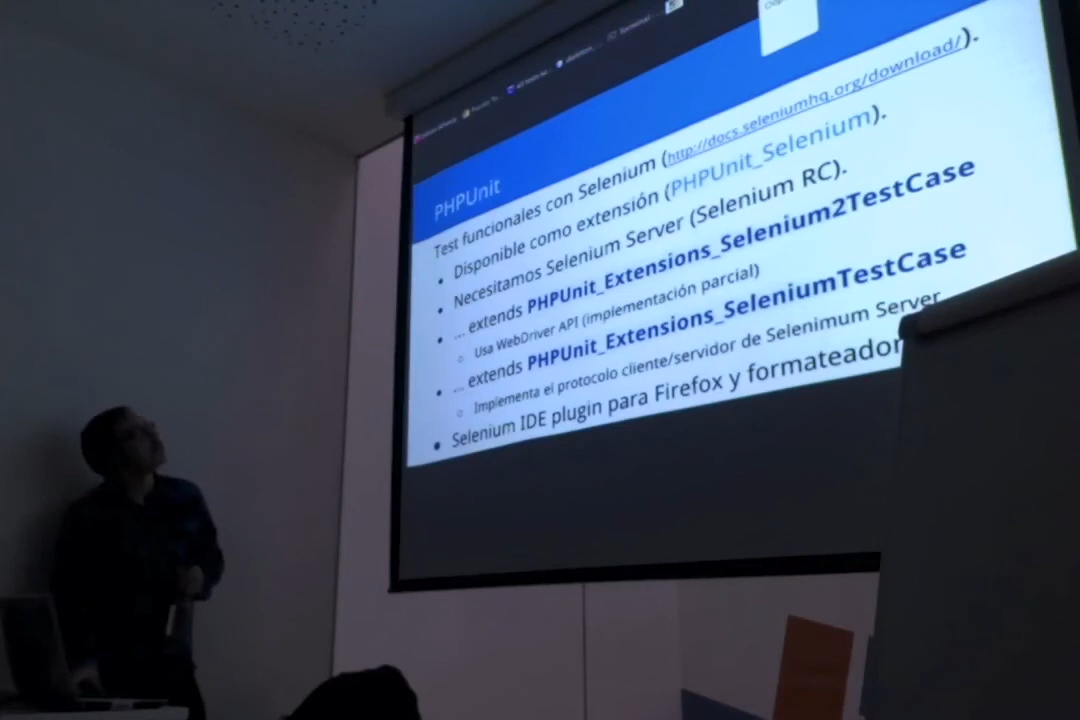 Terminal
PHPUnit
Test funcionales con Selenium (http://docs.seleniumhq.org/download/).
• Disponible como extensión (PHPUnit_Selenium).
• Necesitamos Selenium Server (Selenium RC).
• ... extends PHPUnit_Extensions_Selenium2TestCase
○ Usa WebDriver API (implementación parcial)
• ... extends PHPUnit_Extensions_SeleniumTestCase
○ Implementa el protocolo cliente/servidor de Selenimum Server
• Selenium IDE plugin para Firefox y formateador